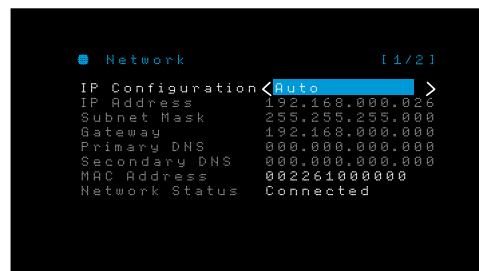 Network [1/2]
IP Configuration < Auto >
IP Address 192.168.000.026
Subnet Mask 255.255.255.000
Gateway 192.168.000.000
Primary DNS 000.000.000.000
Secondary DNS 000.000.000.000
MAC Address 002261000000
Network Status Connected